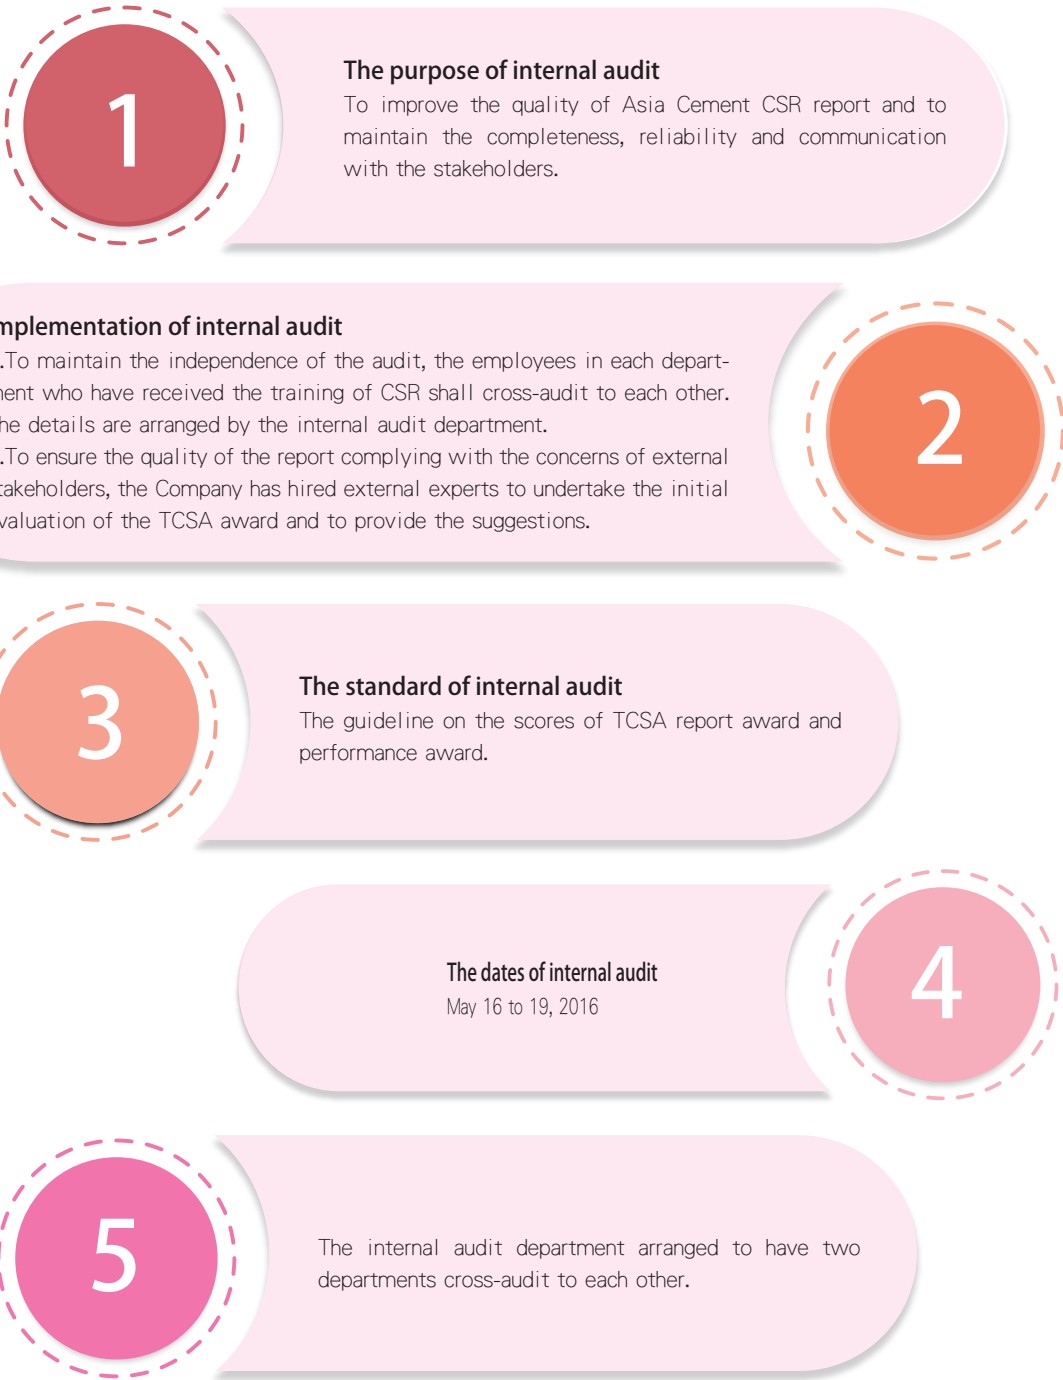 1
The purpose of internal audit
To improve the quality of Asia Cement CSR report and to
maintain the completeness, reliability and communication
with the stakeholders.
mplementation of internal audit
.To maintain the independence of the audit, the employees in each depart-
ent who have received the training of CSR shall cross-audit to each other.
he details are arranged by the internal audit department.
.To ensure the quality of the report complying with the concerns of external
takeholders, the Company has hired external experts to undertake the initial
valuation of the TCSA award and to provide the suggestions.
2
3
The standard of internal audit
The guideline on the scores of TCSA report award and
performance award.
The dates of internal audit
May 16 to 19, 2016
4
5
The internal audit department arranged to have two
departments cross-audit to each other.